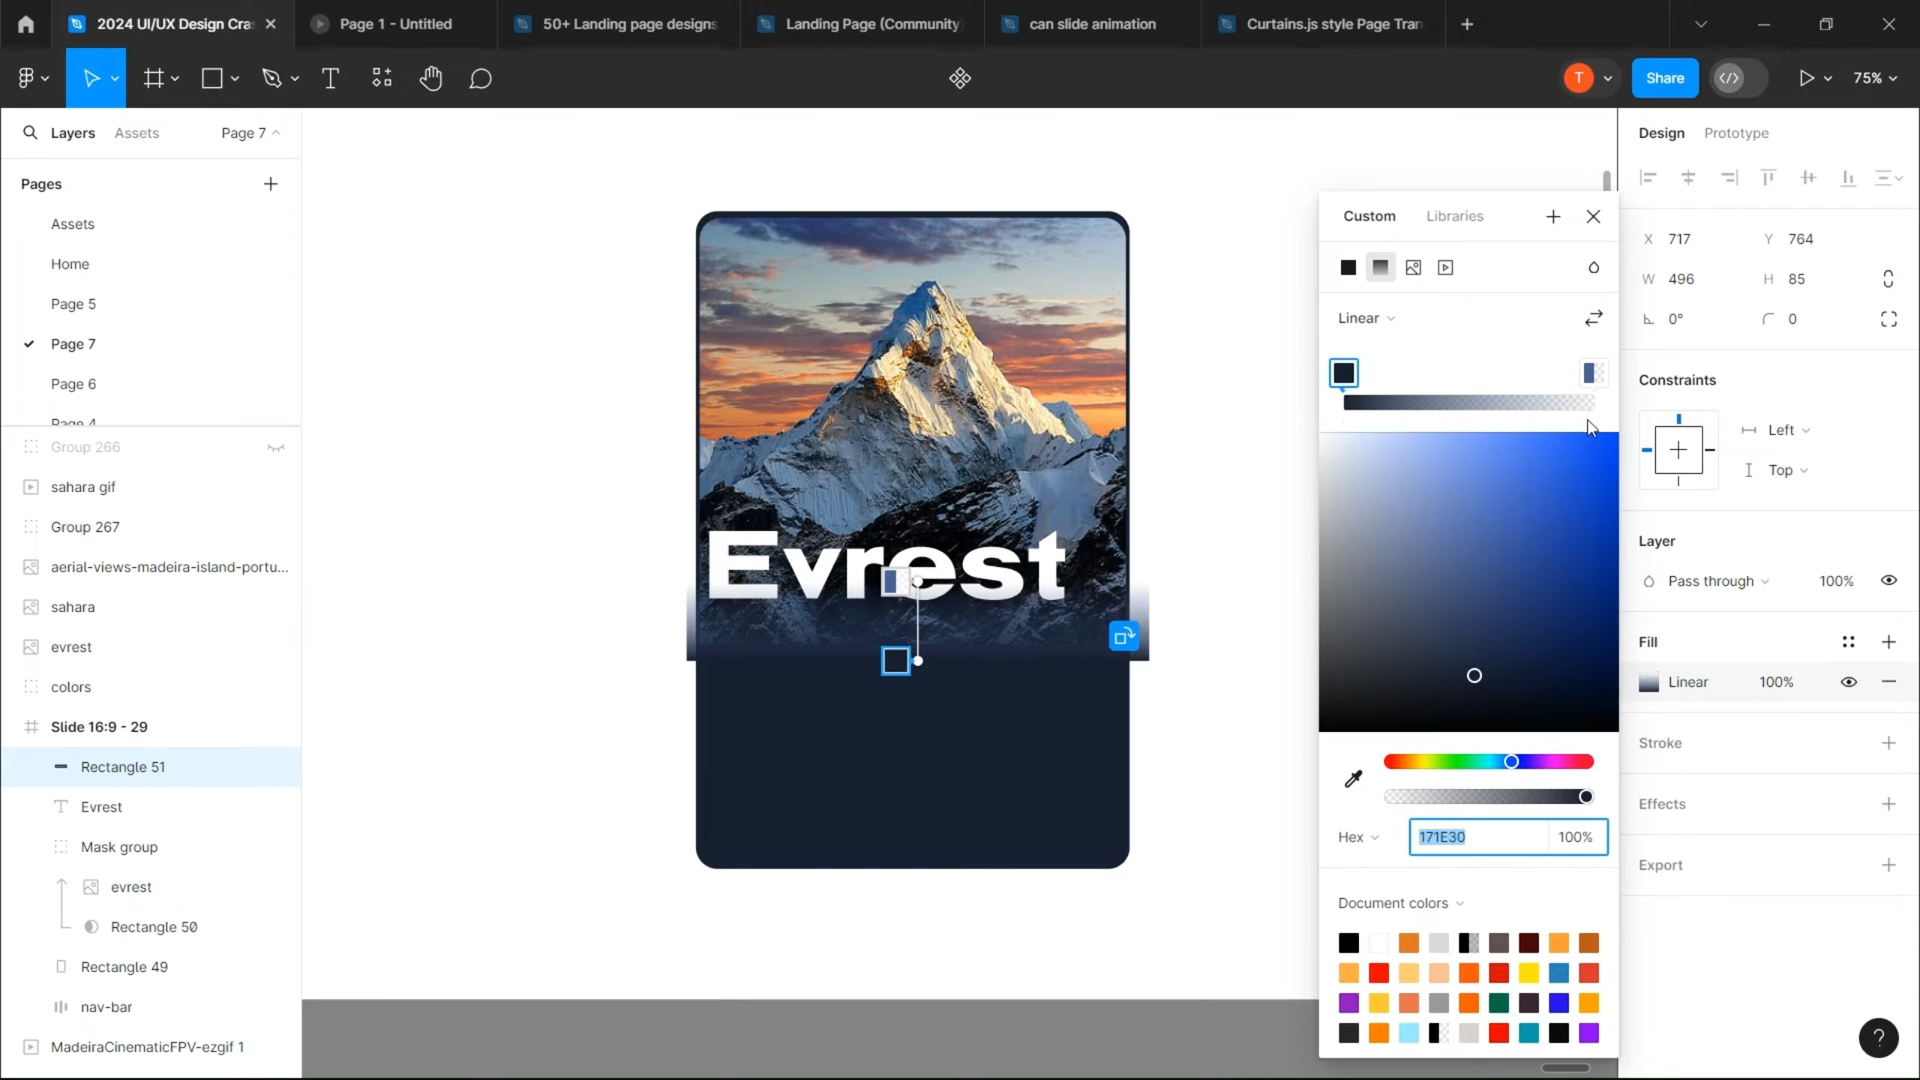 2024 UI/UX Design Cra
Page 1 - Untitled
50+ Landing page designs
Landing Page (Community)
can slide animation
Curtains.js style Page Tran
T
Share
75%
Layers
Assets
Page 7
Pages
Assets
Home
Page 5
Page 7
Page 6
Page 4
Group 266
sahara gif
Group 267
aerial-views-madeira-island-portu...
sahara
evrest
colors
Slide 16:9 - 29
Rectangle 51
Evrest
Mask group
evrest
Rectangle 50
Rectangle 49
nav-bar
MadeiraCinematicFPV-ezgif 1
Evrest
Custom
Libraries
Linear
Hex
171E30
100%
Document colors
Design
Prototype
X 717
Y 764
W 496
H 85
0°
0
Constraints
Left
Top
Layer
Pass through
100%
Fill
Linear
100%
Stroke
Effects
Export
?